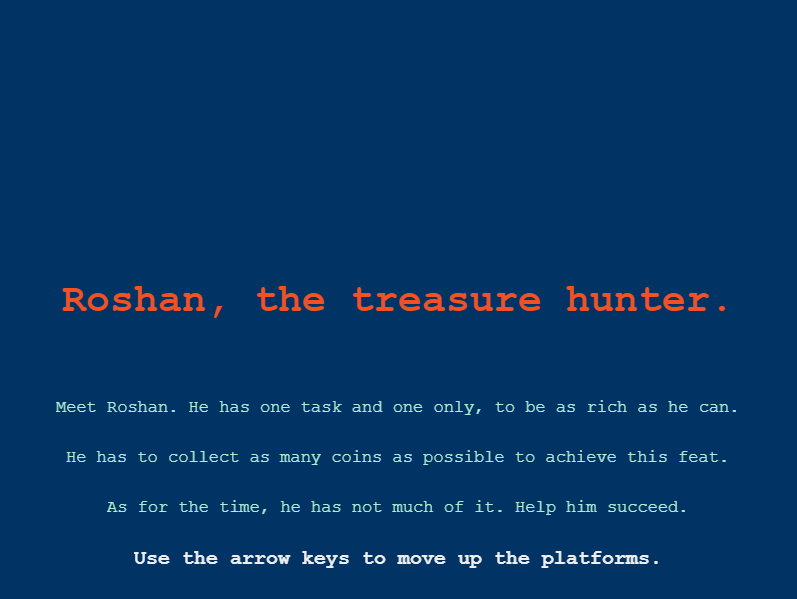 Roshan, the treasure hunter.
Meet Roshan. He has one task and one only, to be as rich as he can.
He has to collect as many coins as possible to achieve this feat.
As for the time, he has not much of it. Help him succeed.
Use the arrow keys to move up the platforms.